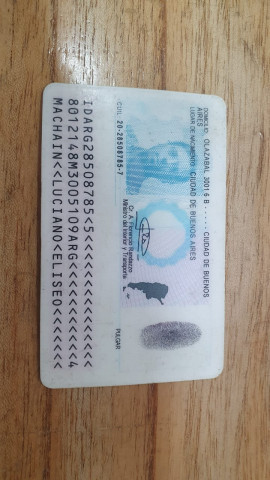 DOMICILIO: OLAZABAL 3001 6 B - - - - - CIUDAD DE BUENOS
AIRES
LUGAR DE NACIMIENTO: CIUDAD DE BUENOS AIRES
CUIL: 20-28508785-7
Cr. A. Florencio Randazzo
Ministro del Interior y Transporte
PULGAR
IDARG28508785<5<<<<<<<<<<<<<<<
8012148M3005109ARG<<<<<<<<<<<4
MACHAIN<<LUCIANO<ELISEO<<<<<<<